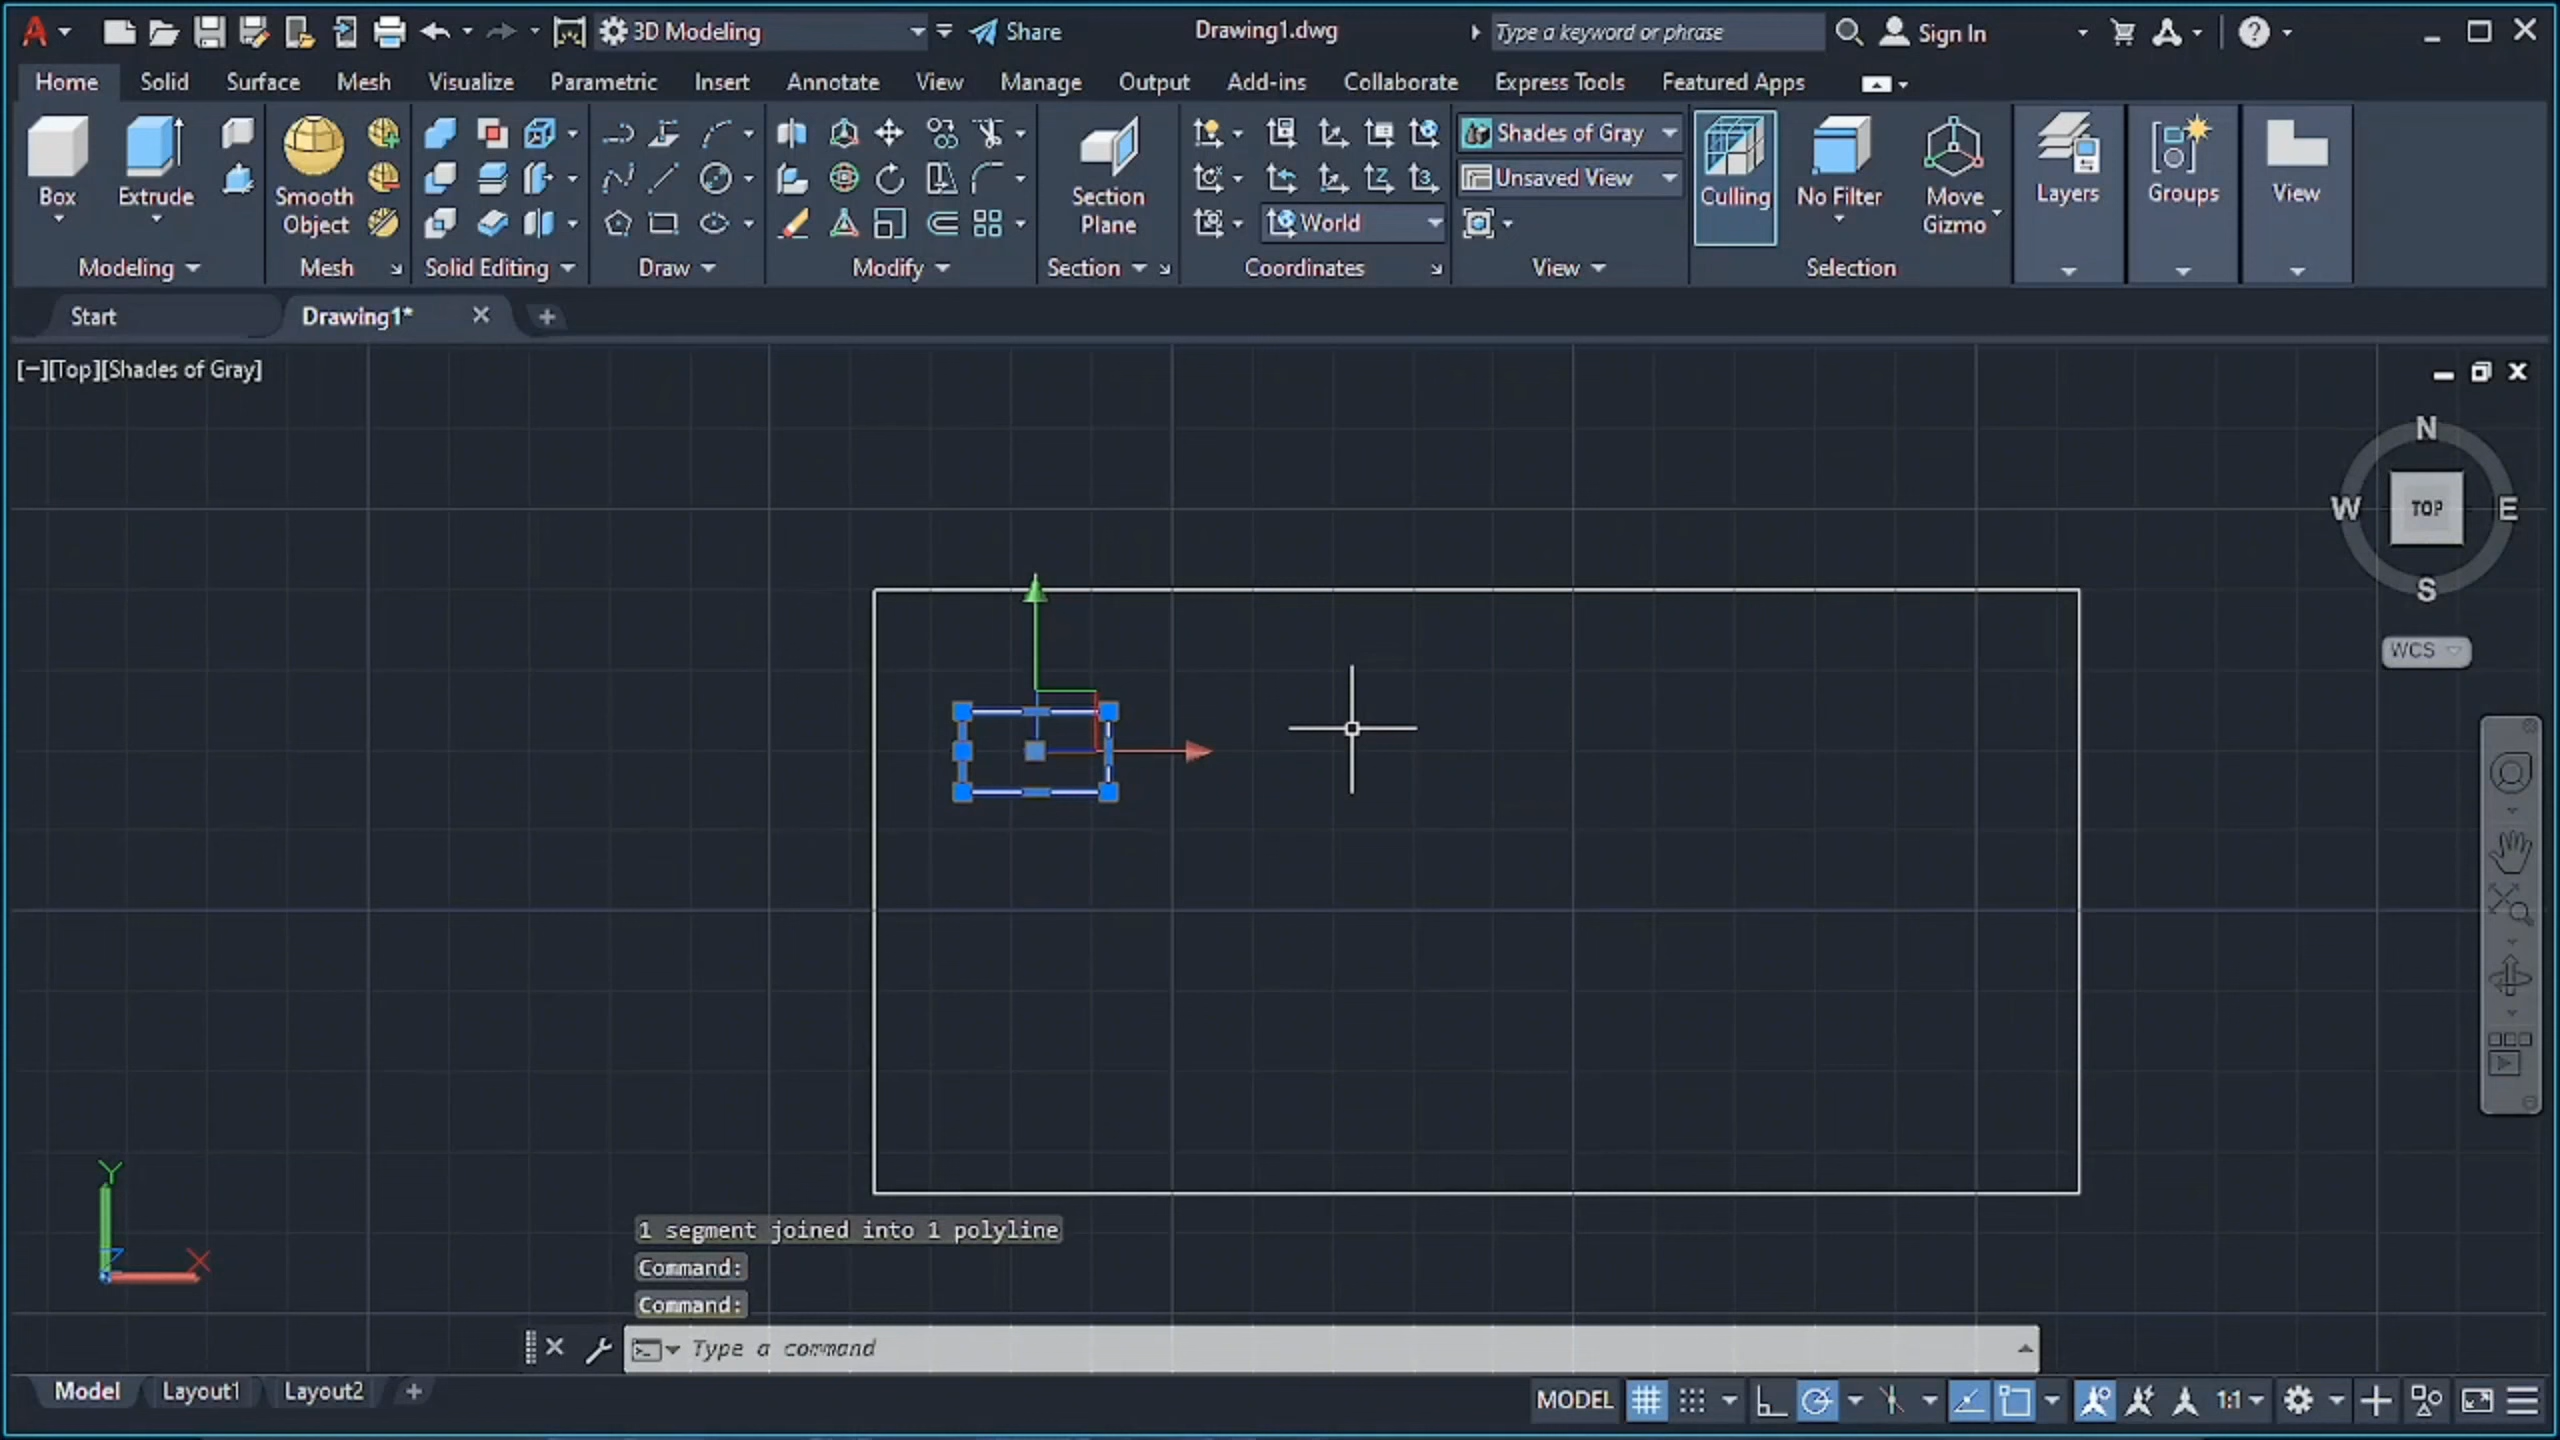 3D Modeling Share Drawing1.dwg Type a keyword or phrase Sign In
Home Solid Surface Mesh Visualize Parametric Insert Annotate View Manage Output Add-ins Collaborate Express Tools Featured Apps
Box Extrude Smooth Object Section Plane Shades of Gray Unsaved View World Culling No Filter Move Gizmo Layers Groups View
Modeling Mesh Solid Editing Draw Modify Section Coordinates View Selection
Start Drawing1*
[−][Top][Shades of Gray]
N
W TOP E
S
WCS
Y
Z X
1 segment joined into 1 polyline
Command:
Command:
Type a command
Model Layout1 Layout2 + MODEL 1:1